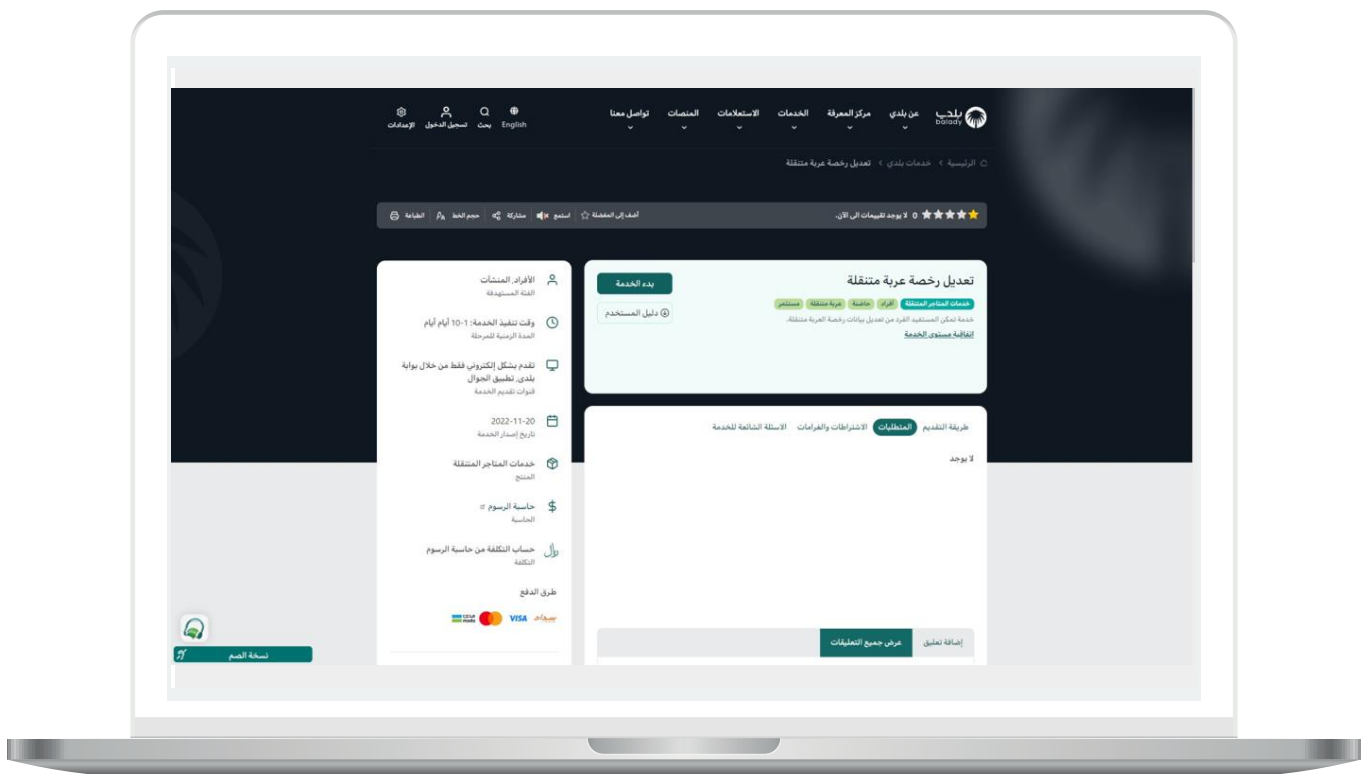 بلدي
balady
عن بلدي
مركز المعرفة
الخدمات
الاستعلامات
المنصات
تواصل معنا
English
بحث
تسجيل الدخول
الإعدادات
الرئيسية > خدمات بلدي > تعديل رخصة عربة متنقلة
0 لا يوجد تقييمات الى الآن.
أضف إلى المفضلة
استمع
مشاركة
حجم الخط
الطباعة
تعديل رخصة عربة متنقلة
بدء الخدمة
خدمات المتاجر المتنقلة
أفراد
حاضنة
عربة متنقلة
مستثمر
دليل المستخدم
خدمة تمكن المستفيد الفرد من تعديل بيانات رخصة العربة متنقلة.
اتفاقية مستوى الخدمة
طريقة التقديم
المتطلبات
الاشتراطات والغرامات
الاسئلة الشائعة للخدمة
لا يوجد
إضافة تعليق
عرض جميع التعليقات
الأفراد, المنشآت
الفئة المستهدفة
وقت تنفيذ الخدمة: 1-10 أيام أيام
المدة الزمنية للمرحلة
تقدم بشكل إلكتروني فقط من خلال بوابة
بلدي, تطبيق الجوال
قنوات تقديم الخدمة
2022-11-20
تاريخ إصدار الخدمة
خدمات المتاجر المتنقلة
المنتج
حاسبة الرسوم
الحاسبة
حساب التكلفة من حاسبة الرسوم
التكلفة
طرق الدفع
سداد
VISA
mada
نسخة الصم